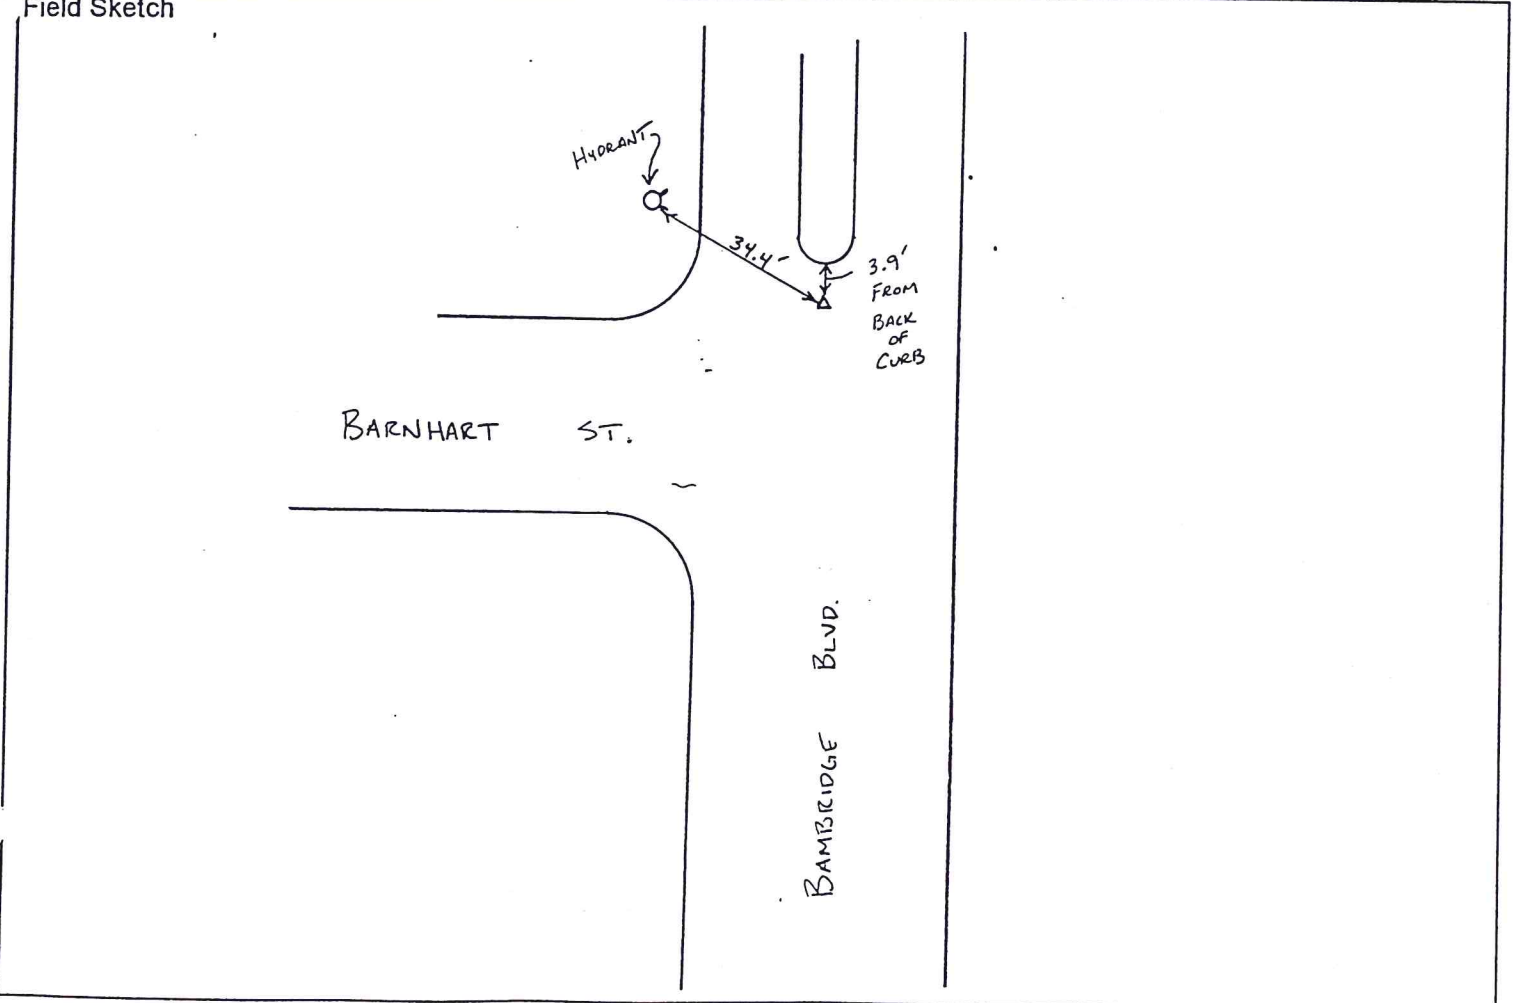 Field Sketch
HYDRANT
34.4'
3.9'
FROM
BACK
OF
CURB
BARNHART ST.
BAMBRIDGE BLVD.